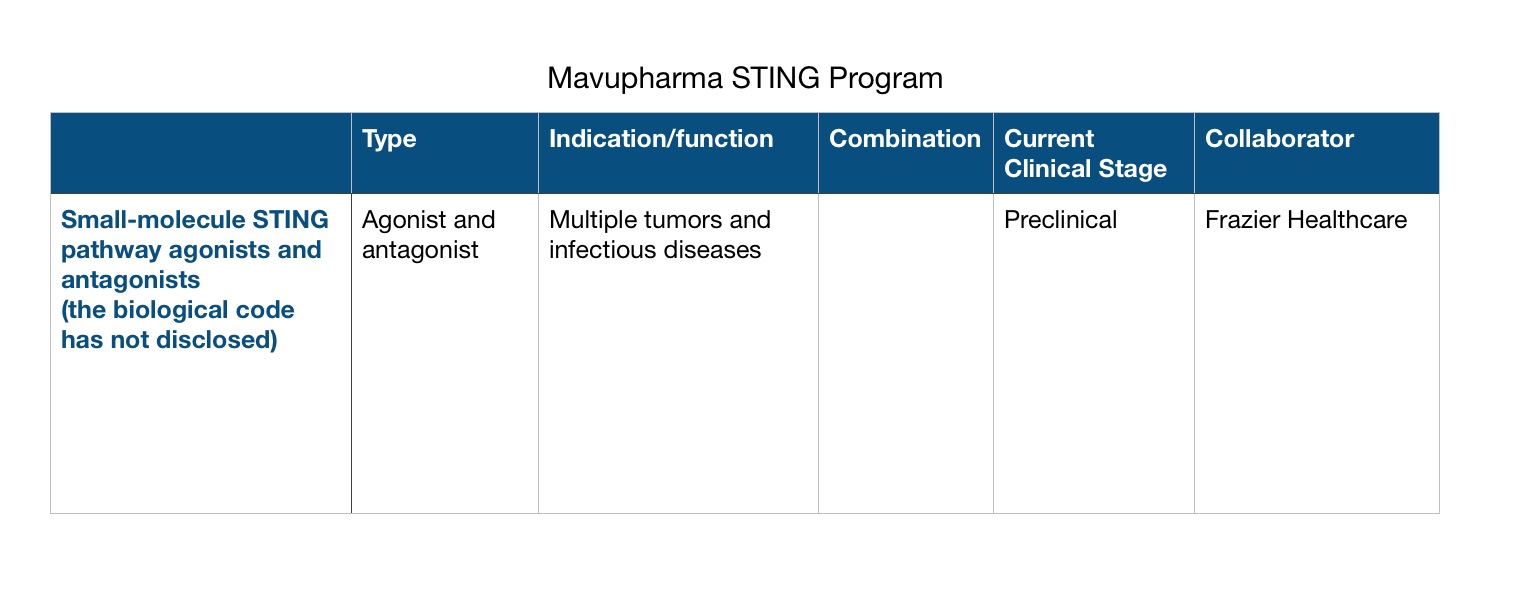 Mavupharma STING Program
Type
Indication/function
Combination
Current
Clinical Stage
Collaborator
Small-molecule STING
pathway agonists and
antagonists
(the biological code
has not disclosed)
Agonist and
antagonist
Multiple tumors and
infectious diseases
Preclinical
Frazier Healthcare